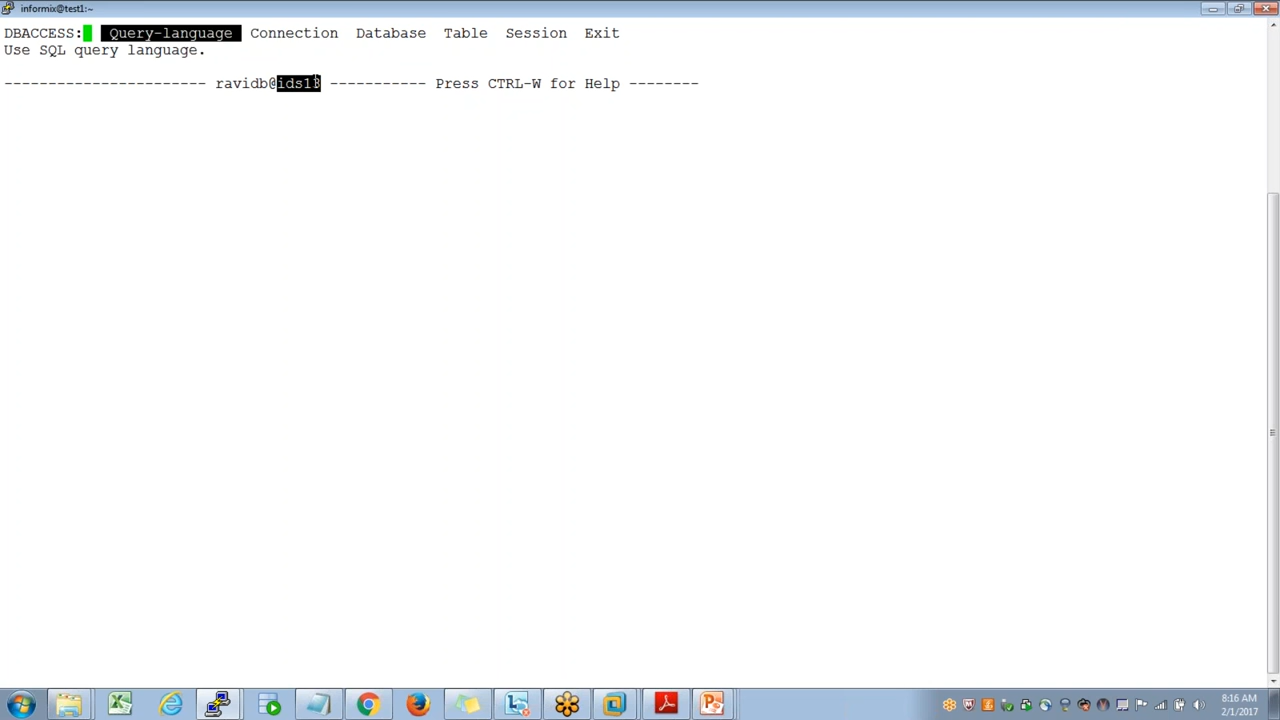 informix@test1:~
DBACCESS: Query-language Connection Database Table Session Exit
Use SQL query language.
---------------------- ravidb@ids13 ----------- Press CTRL-W for Help --------
8:16 AM
2/1/2017